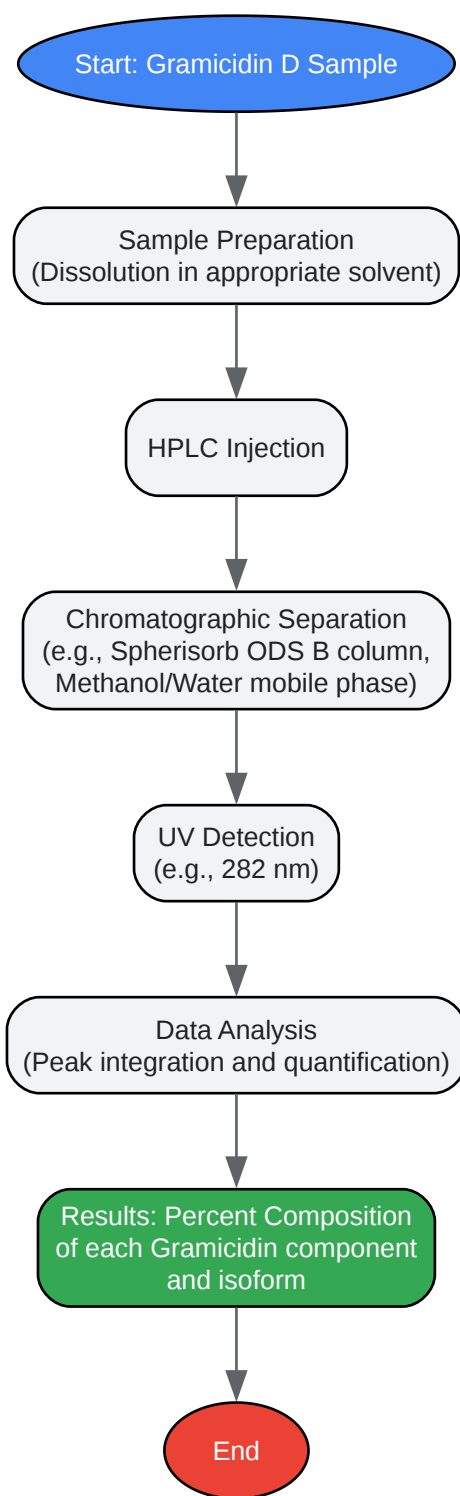 Start: Gramicidin D Sample
Sample Preparation
(Dissolution in appropriate solvent)
HPLC Injection
Chromatographic Separation
(e.g., Spherisorb ODS B column,
Methanol/Water mobile phase)
UV Detection
(e.g., 282 nm)
Data Analysis
(Peak integration and quantification)
Results: Percent Composition
of each Gramicidin component
and isoform
End